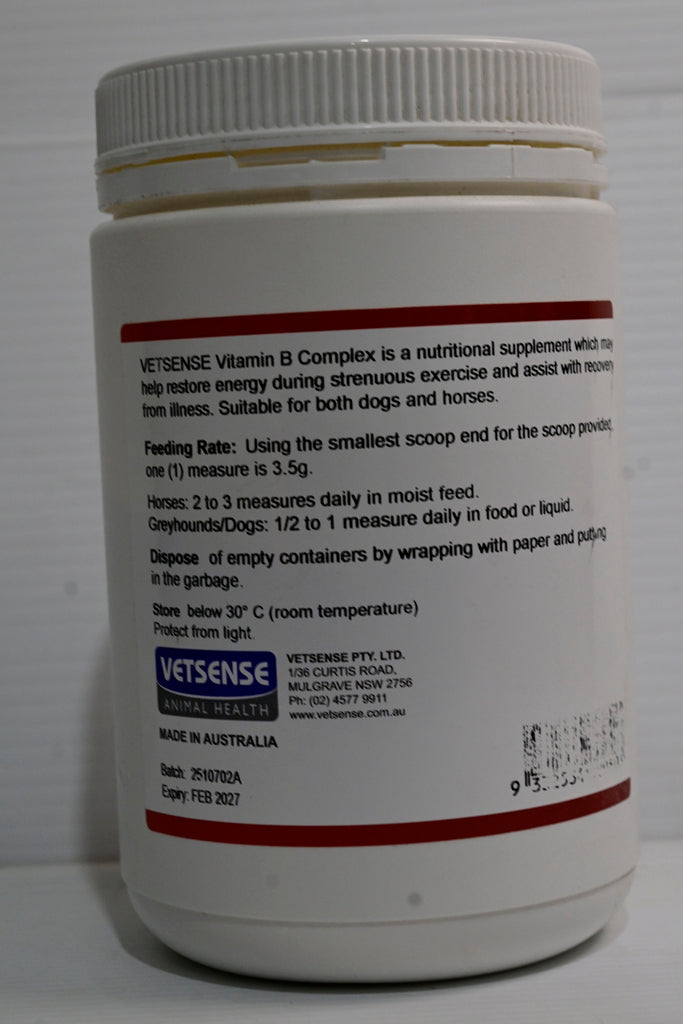 VETSENSE Vitamin B Complex is a nutritional supplement which may
help restore energy during strenuous exercise and assist with recovery
from illness. Suitable for both dogs and horses.
Feeding Rate: Using the smallest scoop end for the scoop provided,
one (1) measure is 3.5g.
Horses: 2 to 3 measures daily in moist feed.
Greyhounds/Dogs: 1/2 to 1 measure daily in food or liquid.
Dispose of empty containers by wrapping with paper and putting
in the garbage.
Store below 30° C (room temperature)
Protect from light.
VETSENSE
ANIMAL HEALTH
VETSENSE PTY. LTD.
1/36 CURTIS ROAD,
MULGRAVE NSW 2756
Ph: (02) 4577 9911
www.vetsense.com.au
MADE IN AUSTRALIA
Batch: 2510702A
Expiry: FEB 2027
9